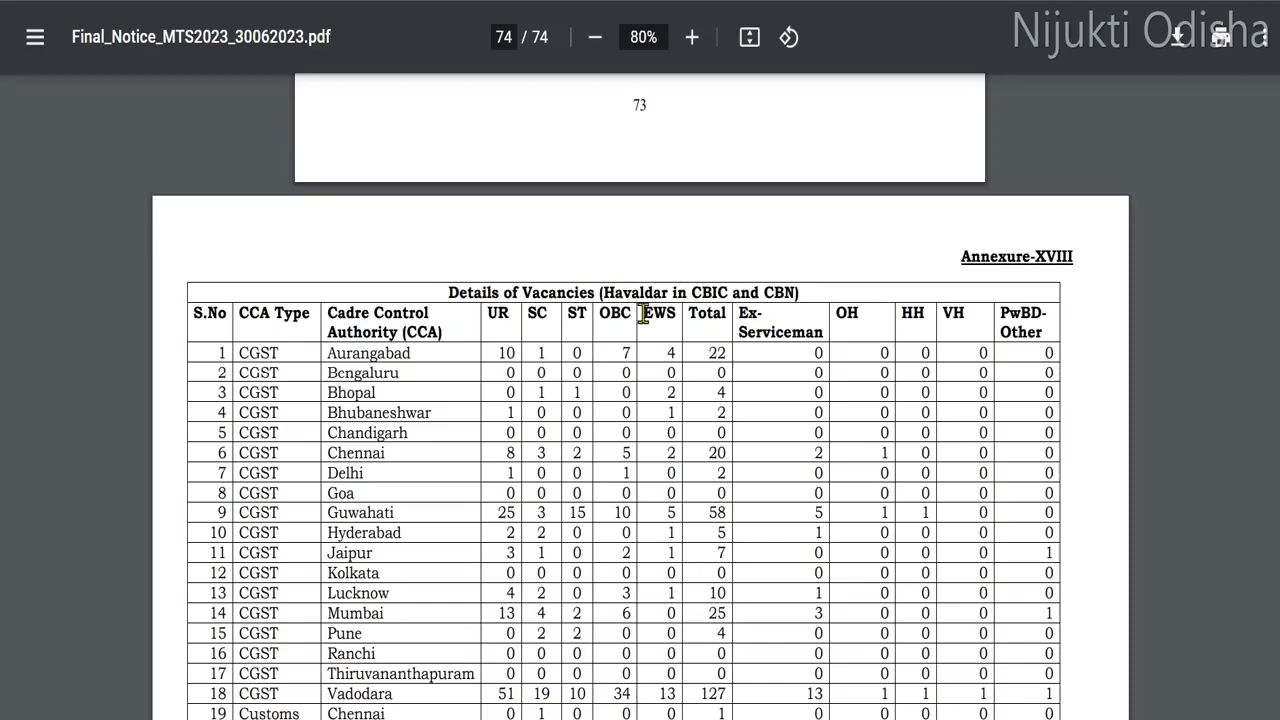 Final_Notice_MTS2023_30062023.pdf 74 / 74 80% Nijukti Odisha
73
Annexure-XVIII
Details of Vacancies (Havaldar in CBIC and CBN)
S.No CCA Type Cadre Control Authority (CCA) UR SC ST OBC EWS Total Ex-Serviceman OH HH VH PwBD-Other
1 CGST Aurangabad 10 1 0 7 4 22 0 0 0 0 0
2 CGST Bengaluru 0 0 0 0 0 0 0 0 0 0 0
3 CGST Bhopal 0 1 1 0 2 4 0 0 0 0 0
4 CGST Bhubaneshwar 1 0 0 0 1 2 0 0 0 0 0
5 CGST Chandigarh 0 0 0 0 0 0 0 0 0 0 0
6 CGST Chennai 8 3 2 5 2 20 2 1 0 0 0
7 CGST Delhi 1 0 0 1 0 2 0 0 0 0 0
8 CGST Goa 0 0 0 0 0 0 0 0 0 0 0
9 CGST Guwahati 25 3 15 10 5 58 5 1 1 0 0
10 CGST Hyderabad 2 2 0 0 1 5 1 0 0 0 0
11 CGST Jaipur 3 1 0 2 1 7 0 0 0 0 1
12 CGST Kolkata 0 0 0 0 0 0 0 0 0 0 0
13 CGST Lucknow 4 2 0 3 1 10 1 0 0 0 0
14 CGST Mumbai 13 4 2 6 0 25 3 0 0 0 1
15 CGST Pune 0 2 2 0 0 4 0 0 0 0 0
16 CGST Ranchi 0 0 0 0 0 0 0 0 0 0 0
17 CGST Thiruvananthapuram 0 0 0 0 0 0 0 0 0 0 0
18 CGST Vadodara 51 19 10 34 13 127 13 1 1 1 1
19 Customs Chennai 0 1 0 0 0 1 0 0 0 0 0